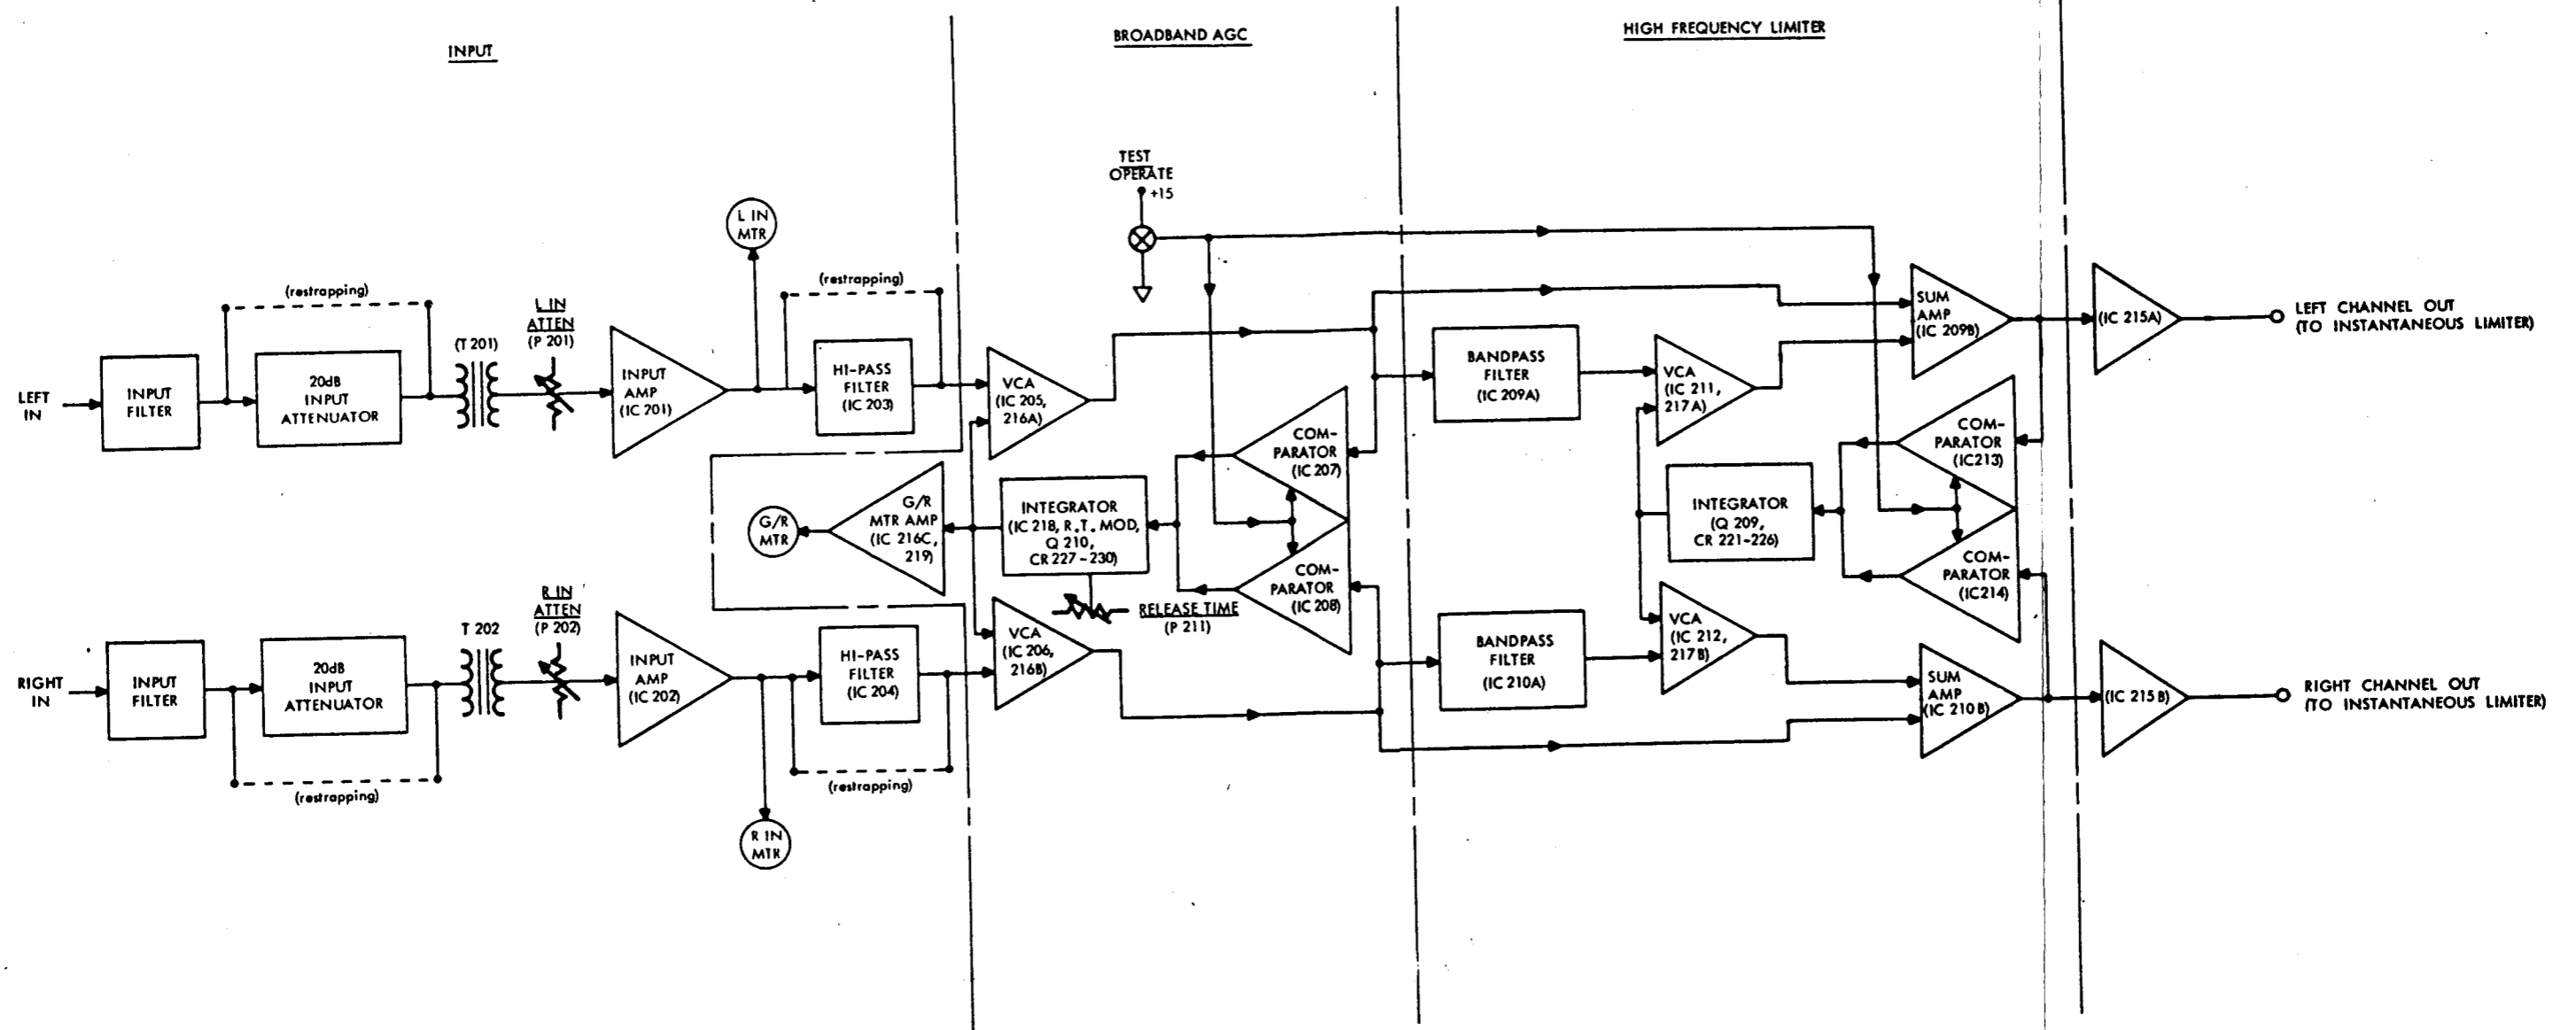 INPUT
BROADBAND AGC
HIGH FREQUENCY LIMITER
TEST
OPERATE
+15
L IN
MTR
(restrapping)
(restrapping)
L IN
ATTEN
(P 201)
(T 201)
LEFT
IN
INPUT
FILTER
20dB
INPUT
ATTENUATOR
INPUT
AMP
(IC 201)
HI-PASS
FILTER
(IC 203)
VCA
(IC 205,
216A)
BANDPASS
FILTER
(IC 209A)
VCA
(IC 211,
217A)
SUM
AMP
(IC 209B)
(IC 215A)
LEFT CHANNEL OUT
(TO INSTANTANEOUS LIMITER)
COM-
PARATOR
(IC 207)
COM-
PARATOR
(IC213)
G/R
MTR
G/R
MTR AMP
(IC 216C,
219)
INTEGRATOR
(IC 218, R.T. MOD,
Q 210,
CR 227-230)
INTEGRATOR
(Q 209,
CR 221-226)
COM-
PARATOR
(IC 208)
COM-
PARATOR
(IC214)
RELEASE TIME
(P 211)
R IN
ATTEN
(P 202)
T 202
RIGHT
IN
INPUT
FILTER
20dB
INPUT
ATTENUATOR
INPUT
AMP
(IC 202)
HI-PASS
FILTER
(IC 204)
VCA
(IC 206,
216B)
BANDPASS
FILTER
(IC 210A)
VCA
(IC 212,
217B)
SUM
AMP
(IC 210B)
(IC 215B)
RIGHT CHANNEL OUT
(TO INSTANTANEOUS LIMITER)
(restrapping)
(restrapping)
R IN
MTR